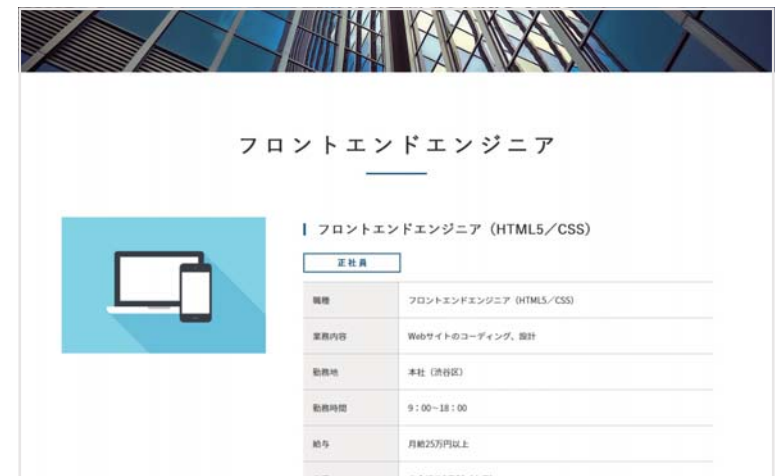 フロントエンドエンジニア
フロントエンドエンジニア（HTML5／CSS）
正社員
職種 フロントエンドエンジニア（HTML5／CSS）
業務内容 Webサイトのコーディング、設計
勤務地 本社（渋谷区）
勤務時間 9：00〜18：00
給与 月給25万円以上